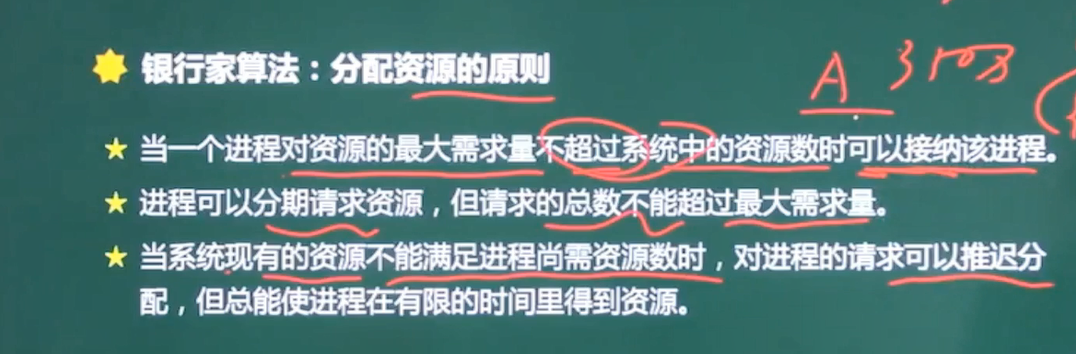 银行家算法：分配资源的原则
A
当一个进程对资源的最大需求量不超过系统中的资源数时可以接纳该进程。
进程可以分期请求资源，但请求的总数不能超过最大需求量。
当系统现有的资源不能满足进程尚需资源数时，对进程的请求可以推迟分
配，但总能使进程在有限的时间里得到资源。